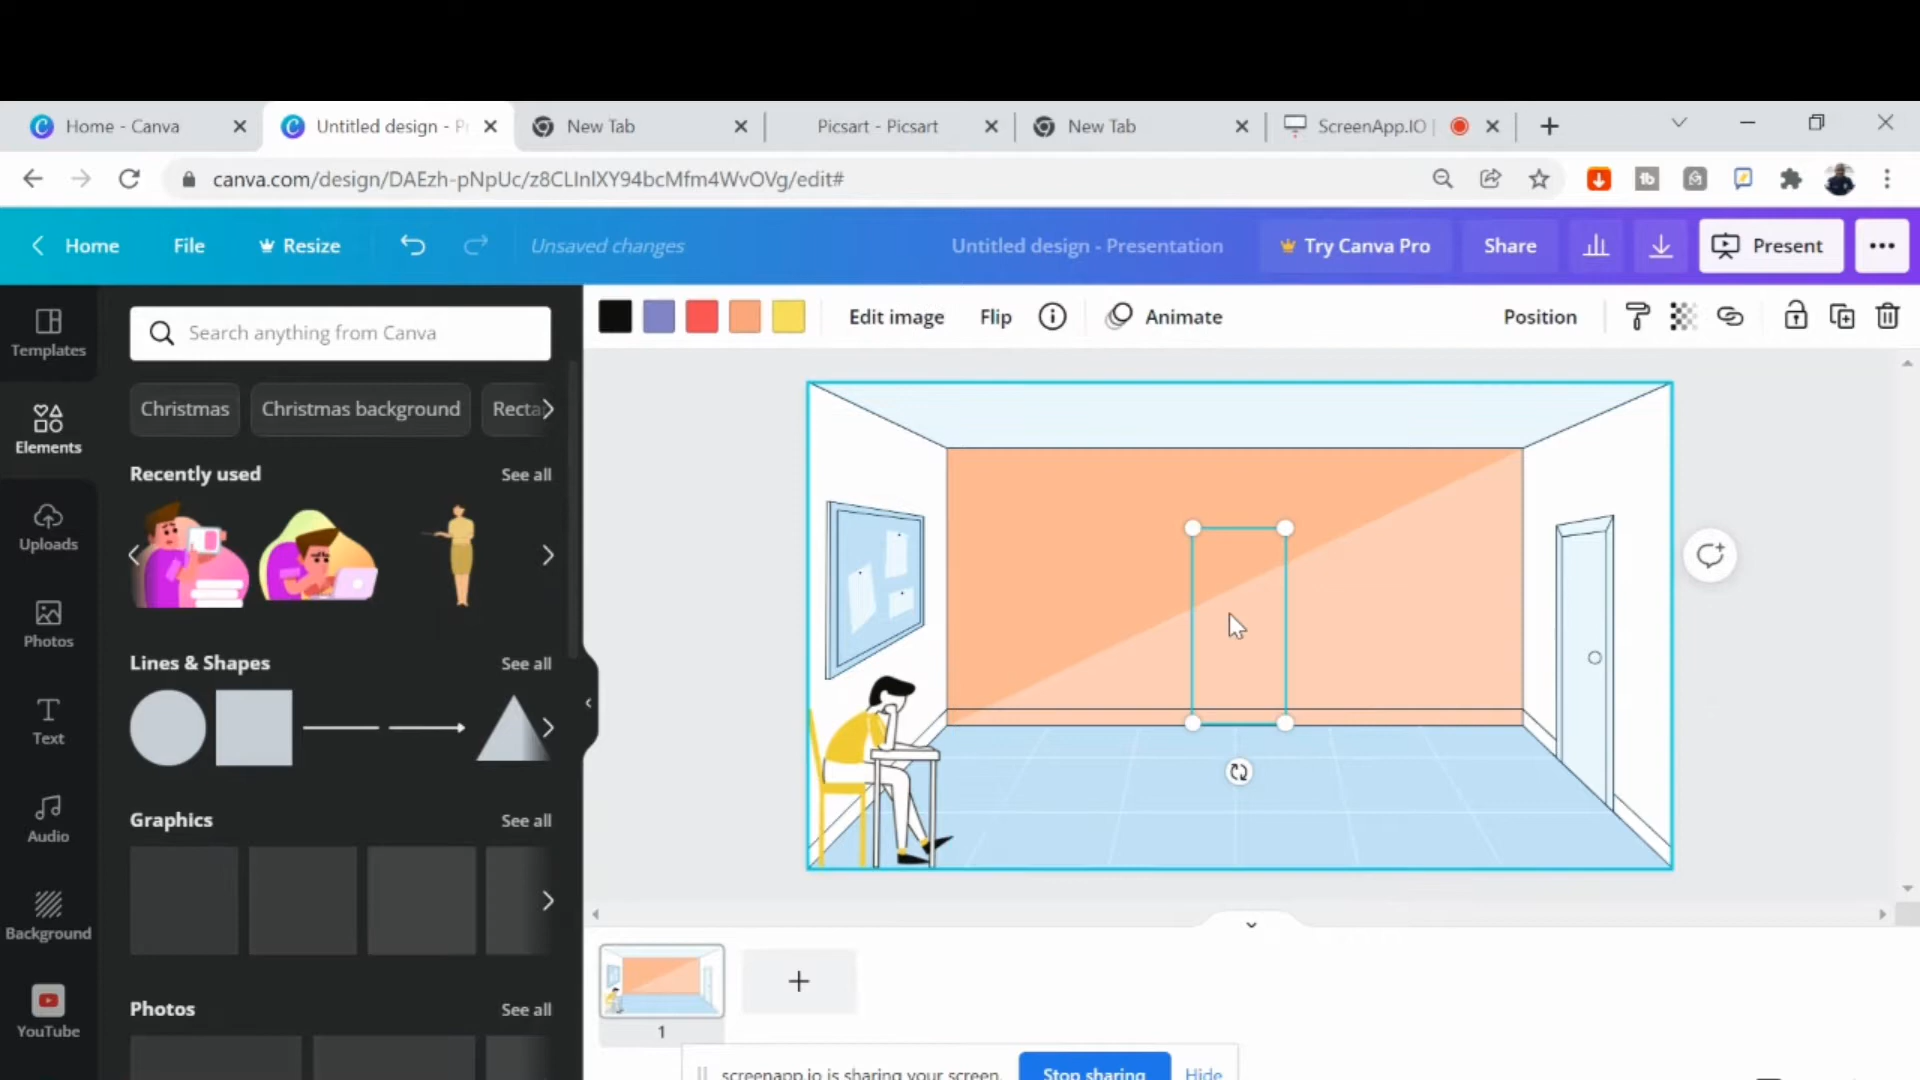 Home - Canva
Untitled design - Pr
New Tab
Picsart - Picsart
New Tab
ScreenApp.IO |
canva.com/design/DAEzh-pNpUc/z8CLInlXY94bcMfm4WvOVg/edit#
Home
File
Resize
Unsaved changes
Untitled design - Presentation
Try Canva Pro
Share
Present
Templates
Search anything from Canva
Edit image
Flip
Animate
Position
Christmas
Christmas background
Recta
Elements
Recently used
See all
Uploads
Photos
Lines & Shapes
See all
Text
Audio
Graphics
See all
Background
YouTube
Photos
See all
1
screenapp.io is sharing your screen.
Stop sharing
Hide